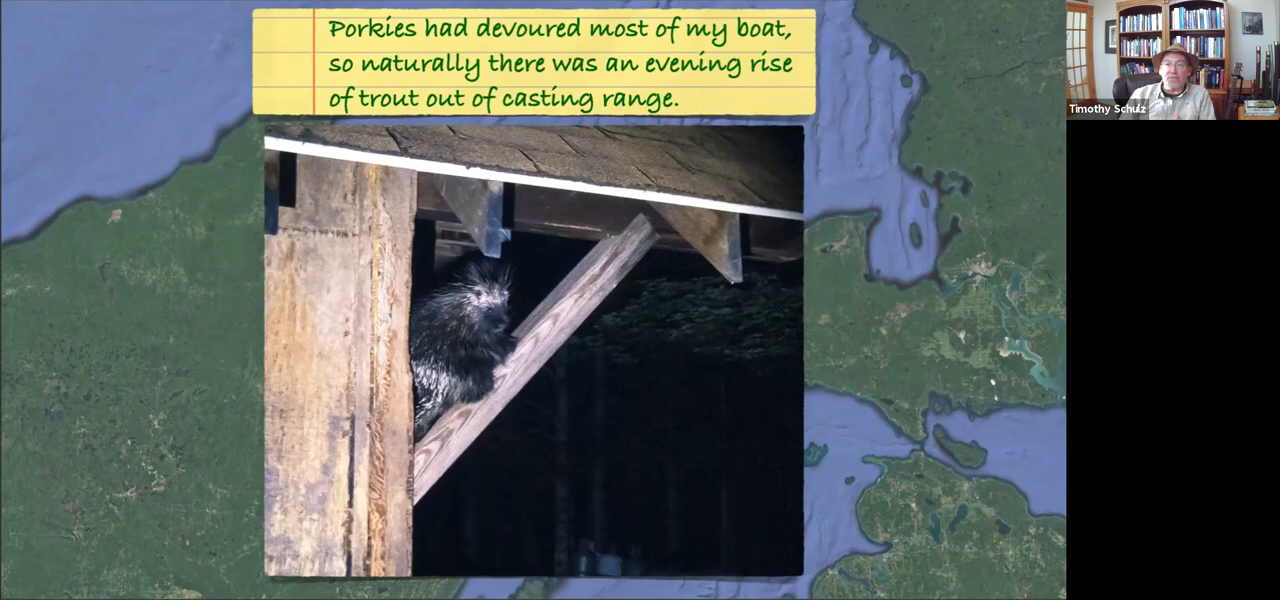 Porkies had devoured most of my boat,
so naturally there was an evening rise
of trout out of casting range.
Timothy Schulz